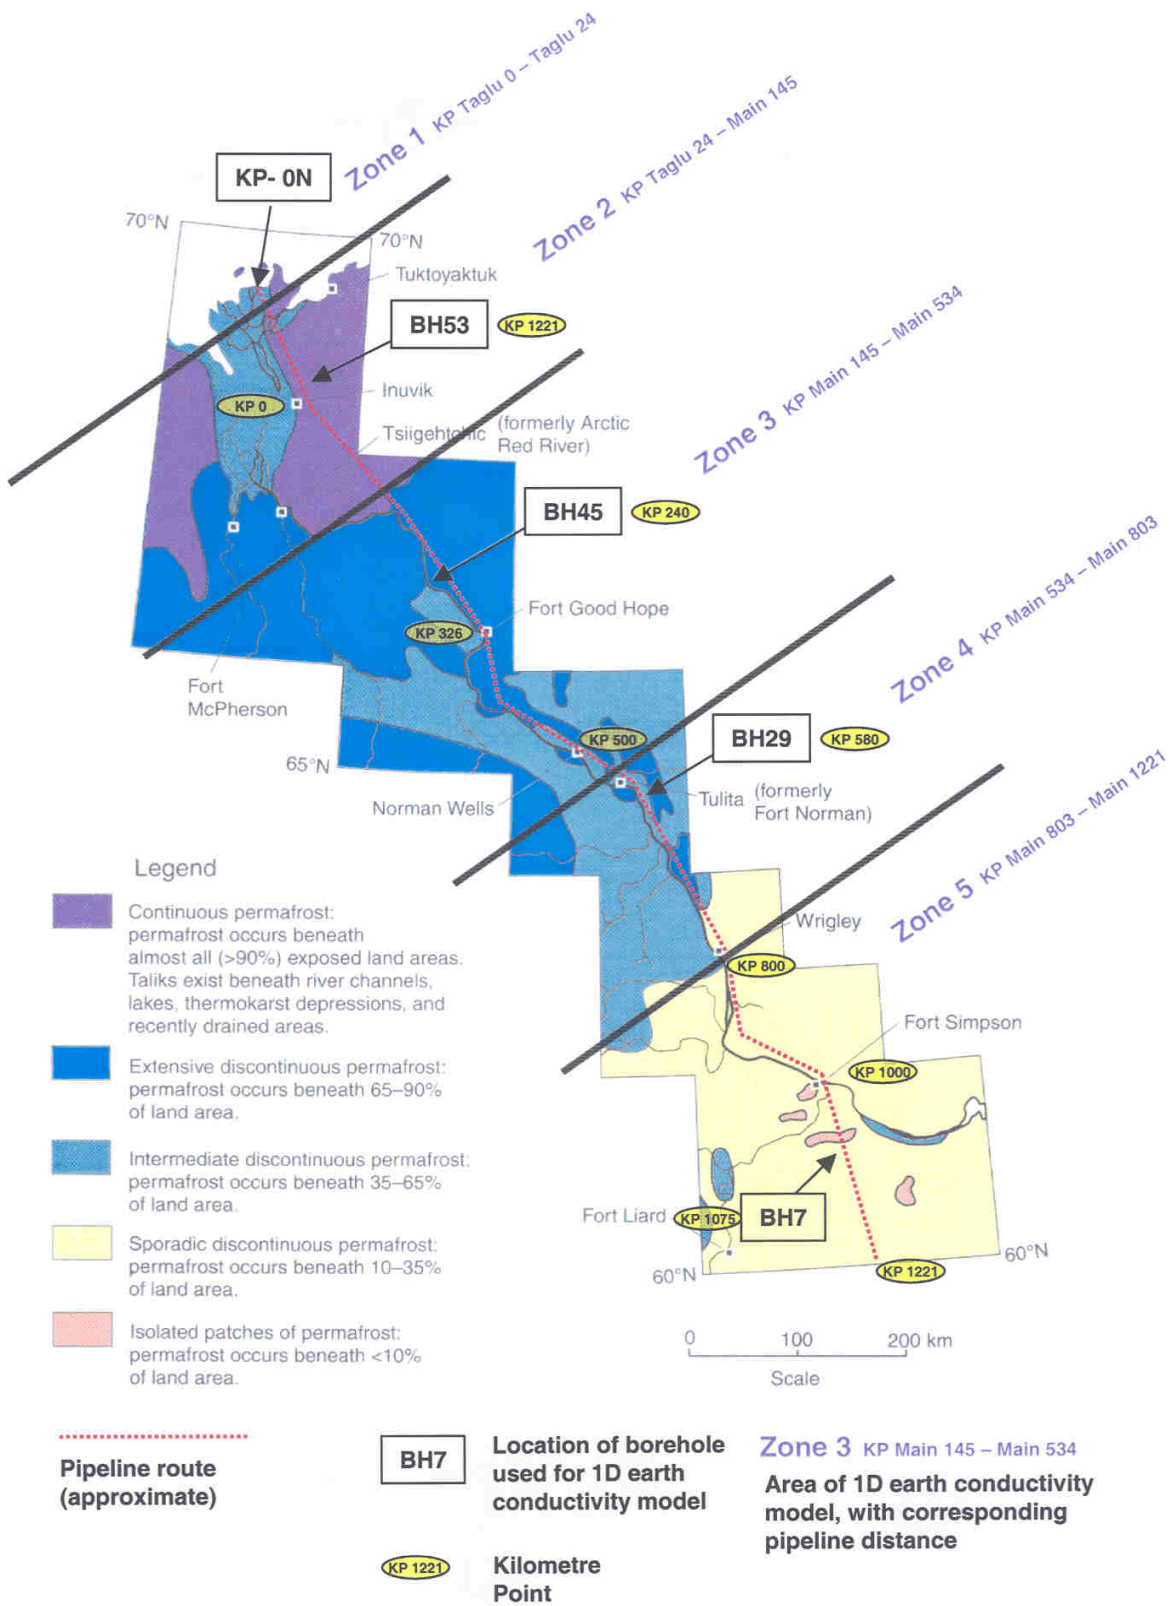 Zone 1 KP Taglu 0 – Taglu 24
Zone 2 KP Taglu 24 – Main 145
KP- 0N
70°N
70°N
Tuktoyaktuk
BH53
KP 1221
Zone 3 KP Main 145 – Main 534
Inuvik
KP 0
Tsiigehtchic (formerly Arctic
Red River)
BH45
KP 240
Zone 4 KP Main 534 – Main 803
Fort Good Hope
KP 326
Fort
McPherson
BH29
KP 580
KP 500
65°N
Norman Wells
Tulita (formerly
Fort Norman)
Zone 5 KP Main 803 – Main 1221
Wrigley
KP 800
Fort Simpson
KP 1000
Fort Liard
KP 1075
BH7
60°N
60°N
KP 1221
0 100 200 km
Scale
Legend
Continuous permafrost:
permafrost occurs beneath
almost all (>90%) exposed land areas.
Taliks exist beneath river channels,
lakes, thermokarst depressions, and
recently drained areas.
Extensive discontinuous permafrost:
permafrost occurs beneath 65–90%
of land area.
Intermediate discontinuous permafrost:
permafrost occurs beneath 35–65%
of land area.
Sporadic discontinuous permafrost:
permafrost occurs beneath 10–35%
of land area.
Isolated patches of permafrost:
permafrost occurs beneath <10%
of land area.
Pipeline route
(approximate)
BH7
Location of borehole
used for 1D earth
conductivity model
KP 1221
Kilometre
Point
Zone 3 KP Main 145 – Main 534
Area of 1D earth conductivity
model, with corresponding
pipeline distance